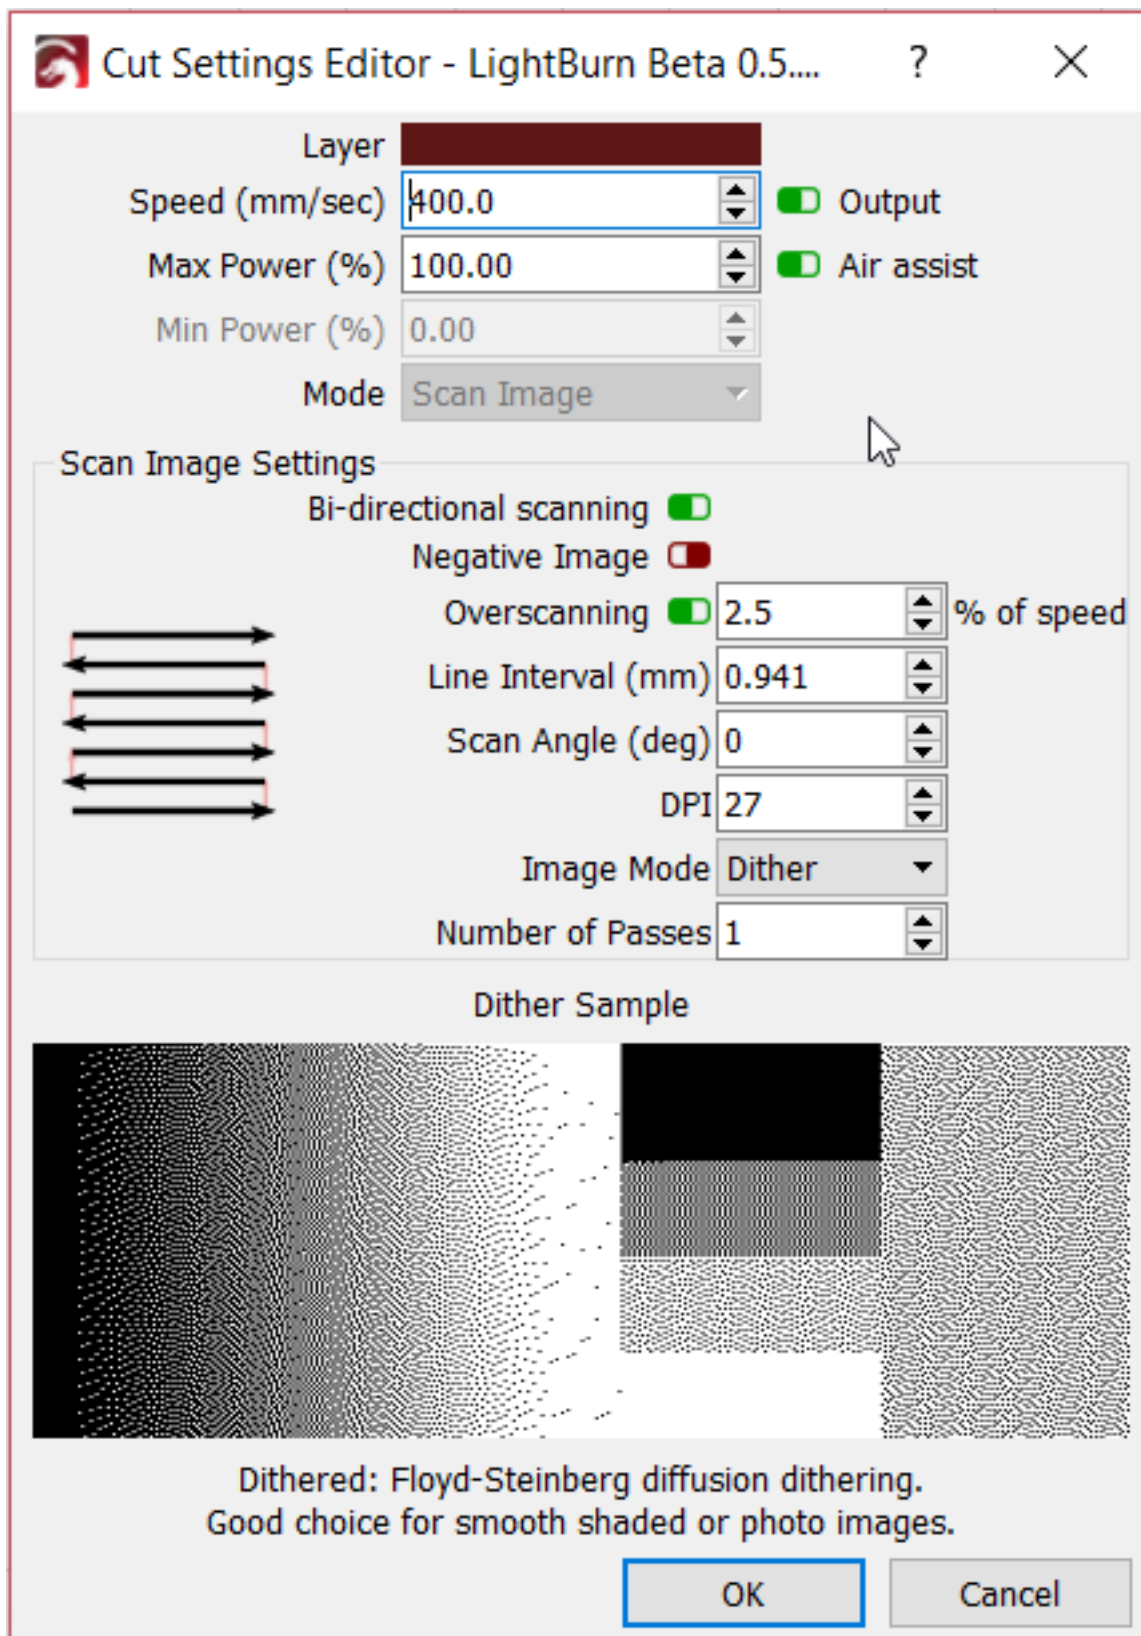 Cut Settings Editor - LightBurn Beta 0.5....
?
Layer
Speed (mm/sec) 400.0 Output
Max Power (%) 100.00 Air assist
Min Power (%) 0.00
Mode Scan Image
Scan Image Settings
Bi-directional scanning
Negative Image
Overscanning 2.5 % of speed
Line Interval (mm) 0.941
Scan Angle (deg) 0
DPI 27
Image Mode Dither
Number of Passes 1
Dither Sample
Dithered: Floyd-Steinberg diffusion dithering.
Good choice for smooth shaded or photo images.
OK Cancel